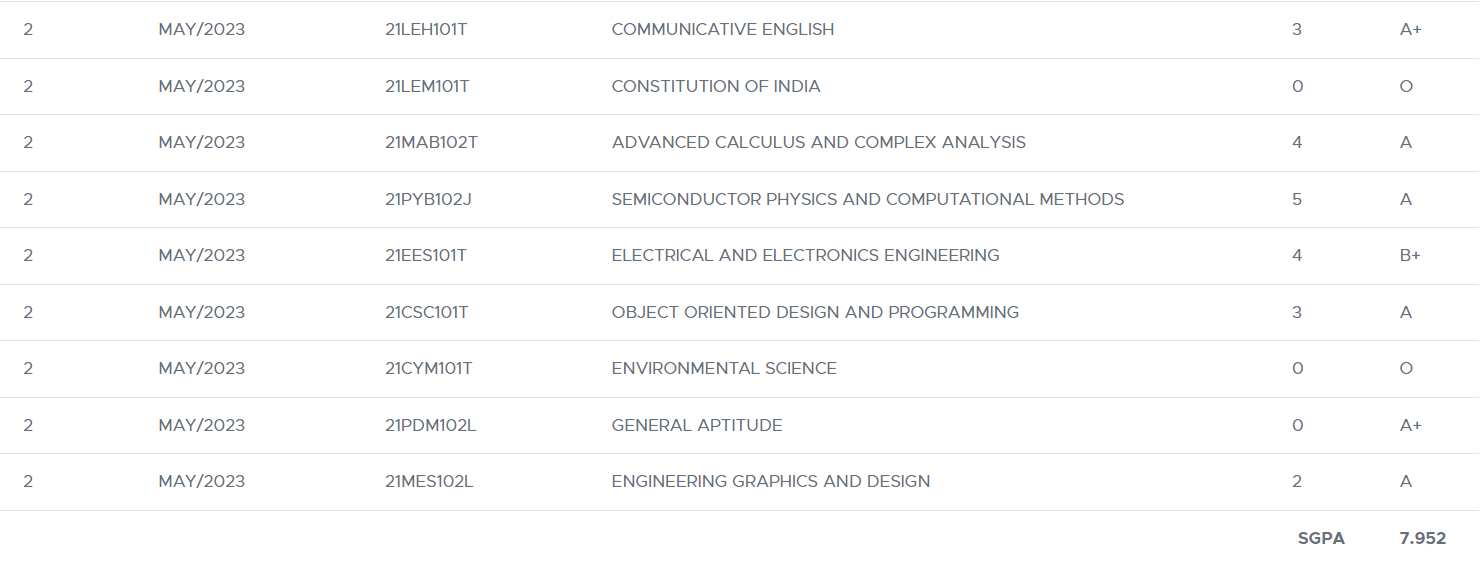 2 MAY/2023 21LEH101T COMMUNICATIVE ENGLISH 3 A+
2 MAY/2023 21LEM101T CONSTITUTION OF INDIA 0 O
2 MAY/2023 21MAB102T ADVANCED CALCULUS AND COMPLEX ANALYSIS 4 A
2 MAY/2023 21PYB102J SEMICONDUCTOR PHYSICS AND COMPUTATIONAL METHODS 5 A
2 MAY/2023 21EES101T ELECTRICAL AND ELECTRONICS ENGINEERING 4 B+
2 MAY/2023 21CSC101T OBJECT ORIENTED DESIGN AND PROGRAMMING 3 A
2 MAY/2023 21CYM101T ENVIRONMENTAL SCIENCE 0 O
2 MAY/2023 21PDM102L GENERAL APTITUDE 0 A+
2 MAY/2023 21MES102L ENGINEERING GRAPHICS AND DESIGN 2 A
SGPA 7.952